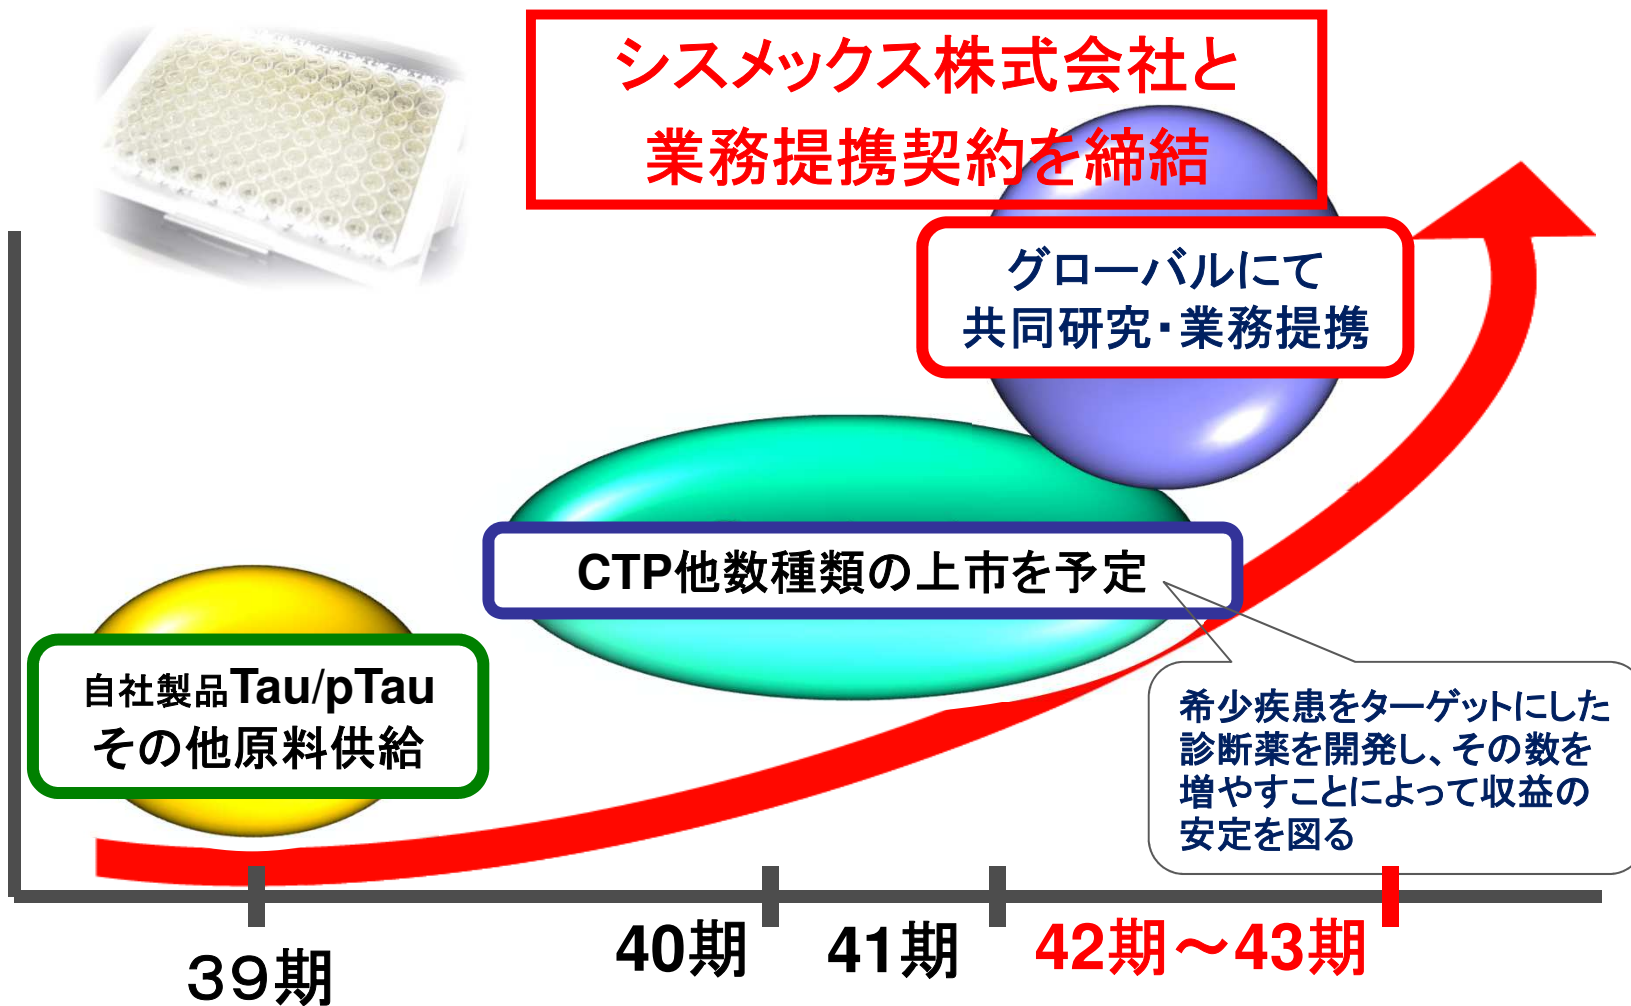 シスメックス株式会社と
業務提携契約を締結
グローバルにて
共同研究・業務提携
CTP他数種類の上市を予定
自社製品Tau/pTau
その他原料供給
希少疾患をターゲットにした
診断薬を開発し、その数を
増やすことによって収益の
安定を図る
３９期
40期
41期
42期～43期